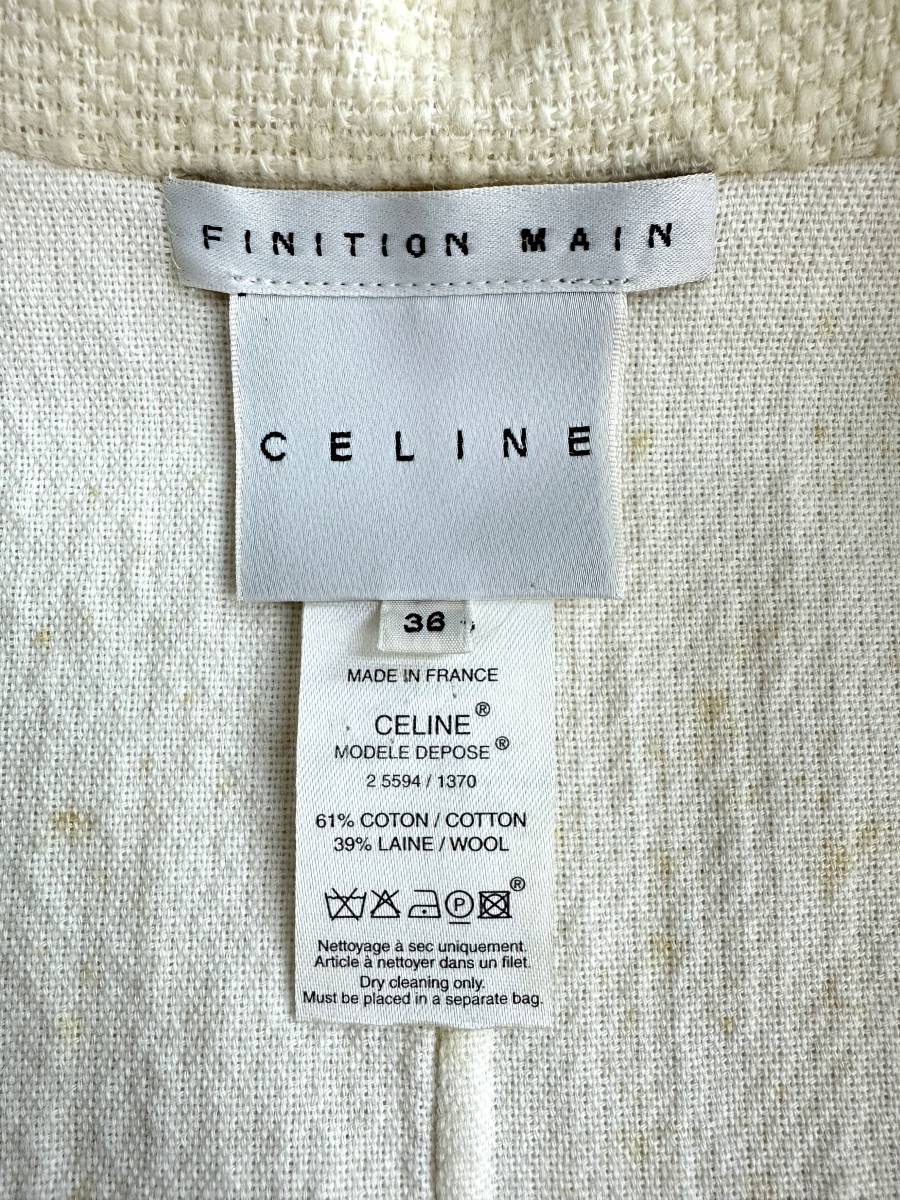 FINITION MAIN
CELINE
36
MADE IN FRANCE
CELINE®
MODELE DEPOSE®
2 5594 / 1370
61% COTON / COTTON
39% LAINE / WOOL
P ®
Nettoyage à sec uniquement.
Article à nettoyer dans un filet.
Dry cleaning only.
Must be placed in a separate bag.